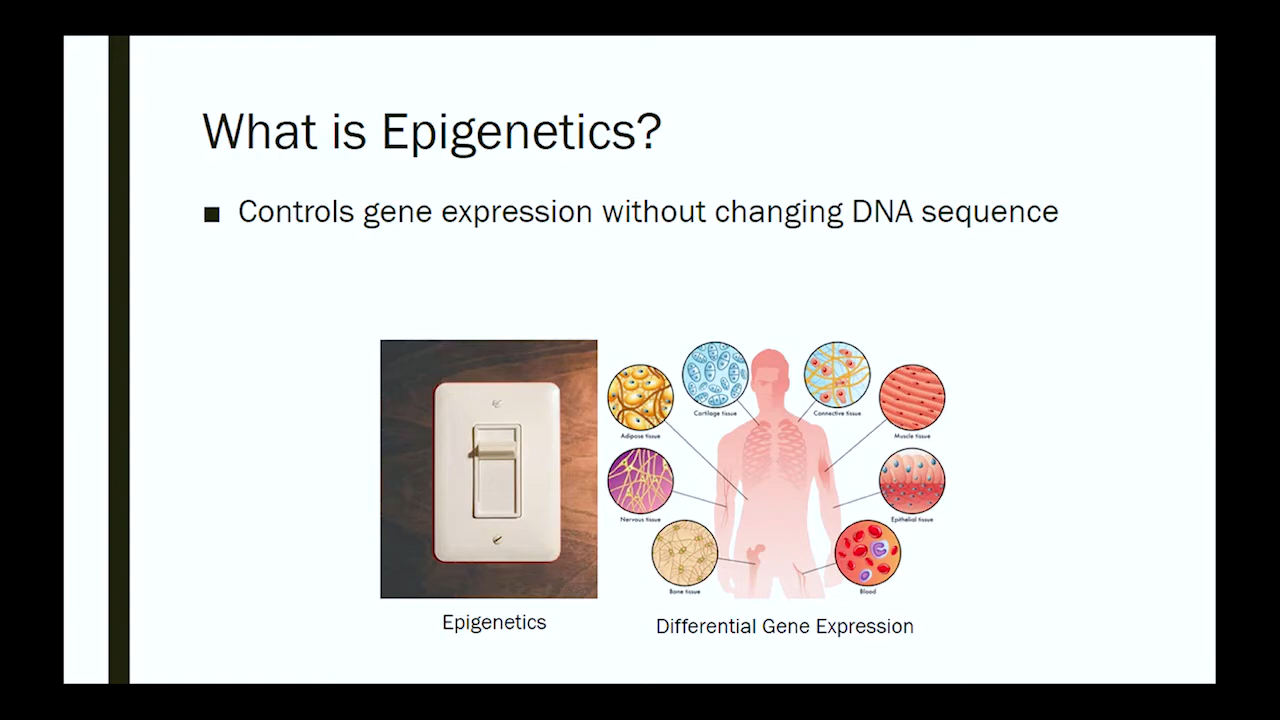 What is Epigenetics?
■ Controls gene expression without changing DNA sequence
Cartilage tissue
Connective tissue
Adipose tissue
Muscle tissue
Nervous tissue
Epithelial tissue
Bone tissue
Blood
Epigenetics
Differential Gene Expression